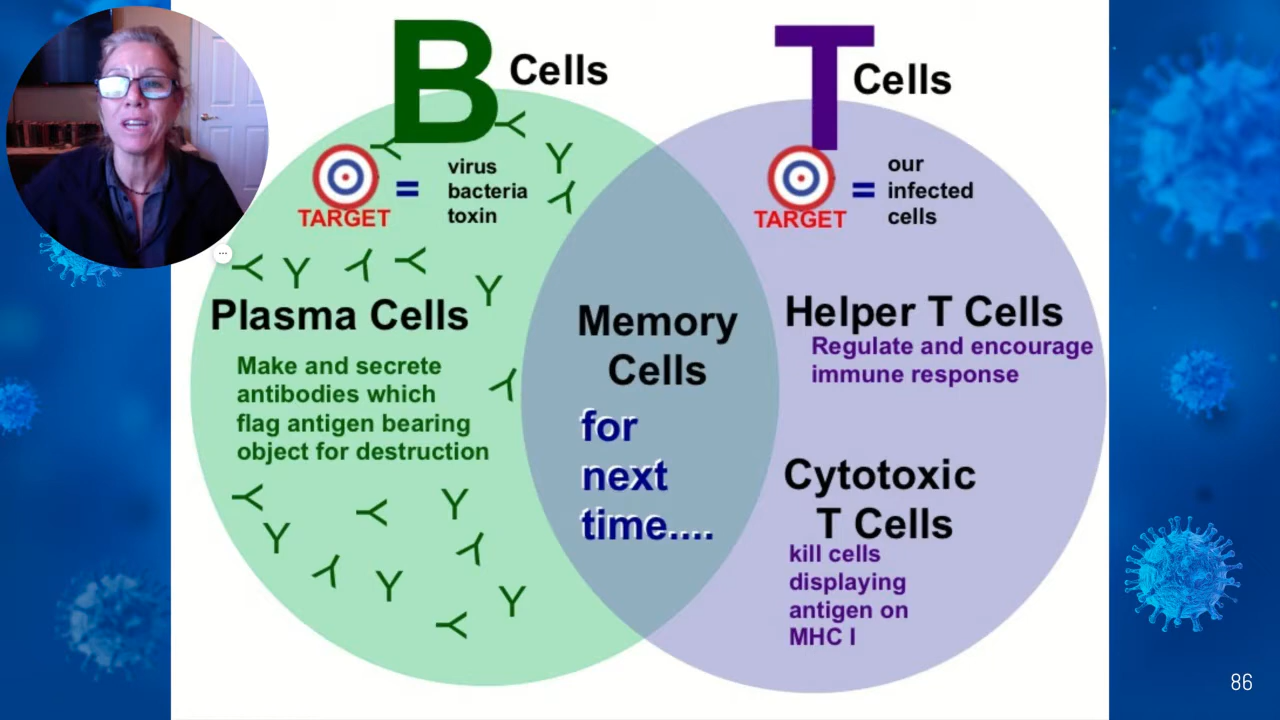 B Cells
T Cells
TARGET
=
virus
bacteria
toxin
TARGET
=
our
infected
cells
Plasma Cells
Make and secrete
antibodies which
flag antigen bearing
object for destruction
Memory
Cells
for
next
time....
Helper T Cells
Regulate and encourage
immune response
Cytotoxic
T Cells
kill cells
displaying
antigen on
MHC I
86